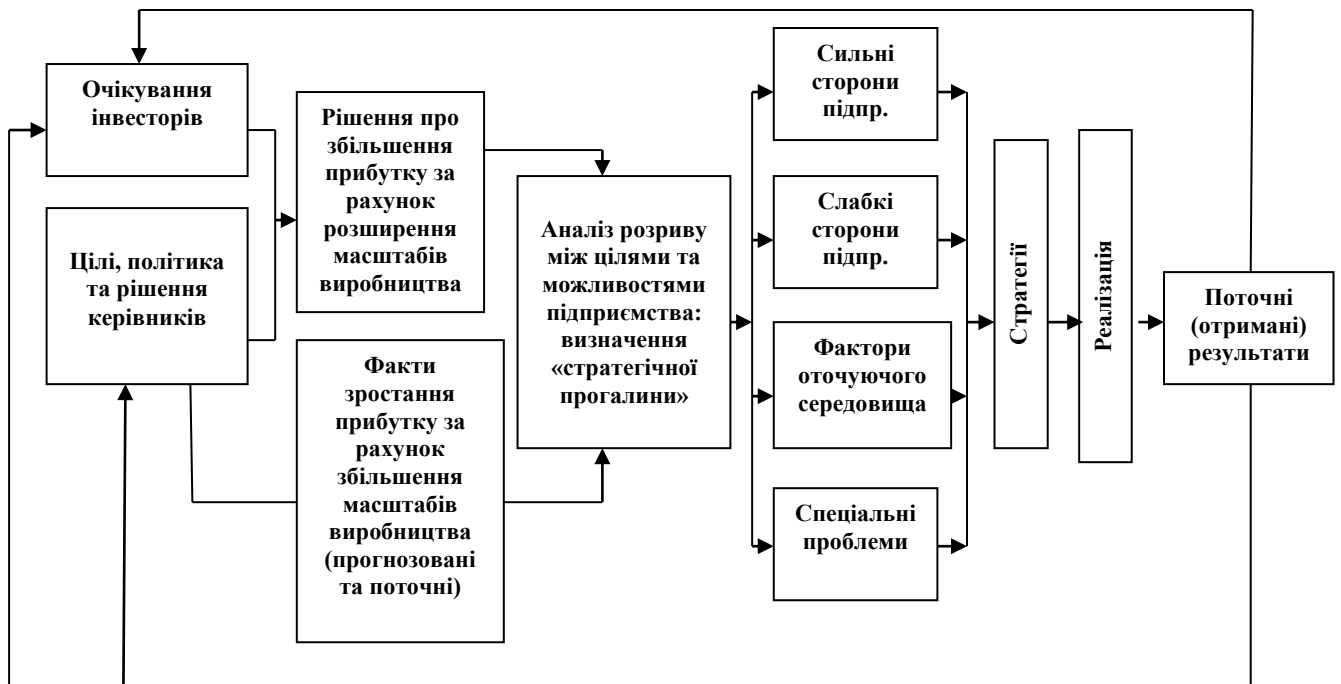 Очікування
інвесторів
Цілі, політика
та рішення
керівників
Рішення про
збільшення
прибутку за
рахунок
розширення
масштабів
виробництва
Факти
зростання
прибутку за
рахунок
збільшення
масштабів
виробництва
(прогнозовані
та поточні)
Аналіз розриву
між цілями та
можливостями
підприємства:
визначення
«стратегічної
прогалини»
Сильні
сторони
підпр.
Слабкі
сторони
підпр.
Фактори
оточуючого
середовища
Спеціальні
проблеми
Стратегії
Реалізація
Поточні
(отримані)
результати